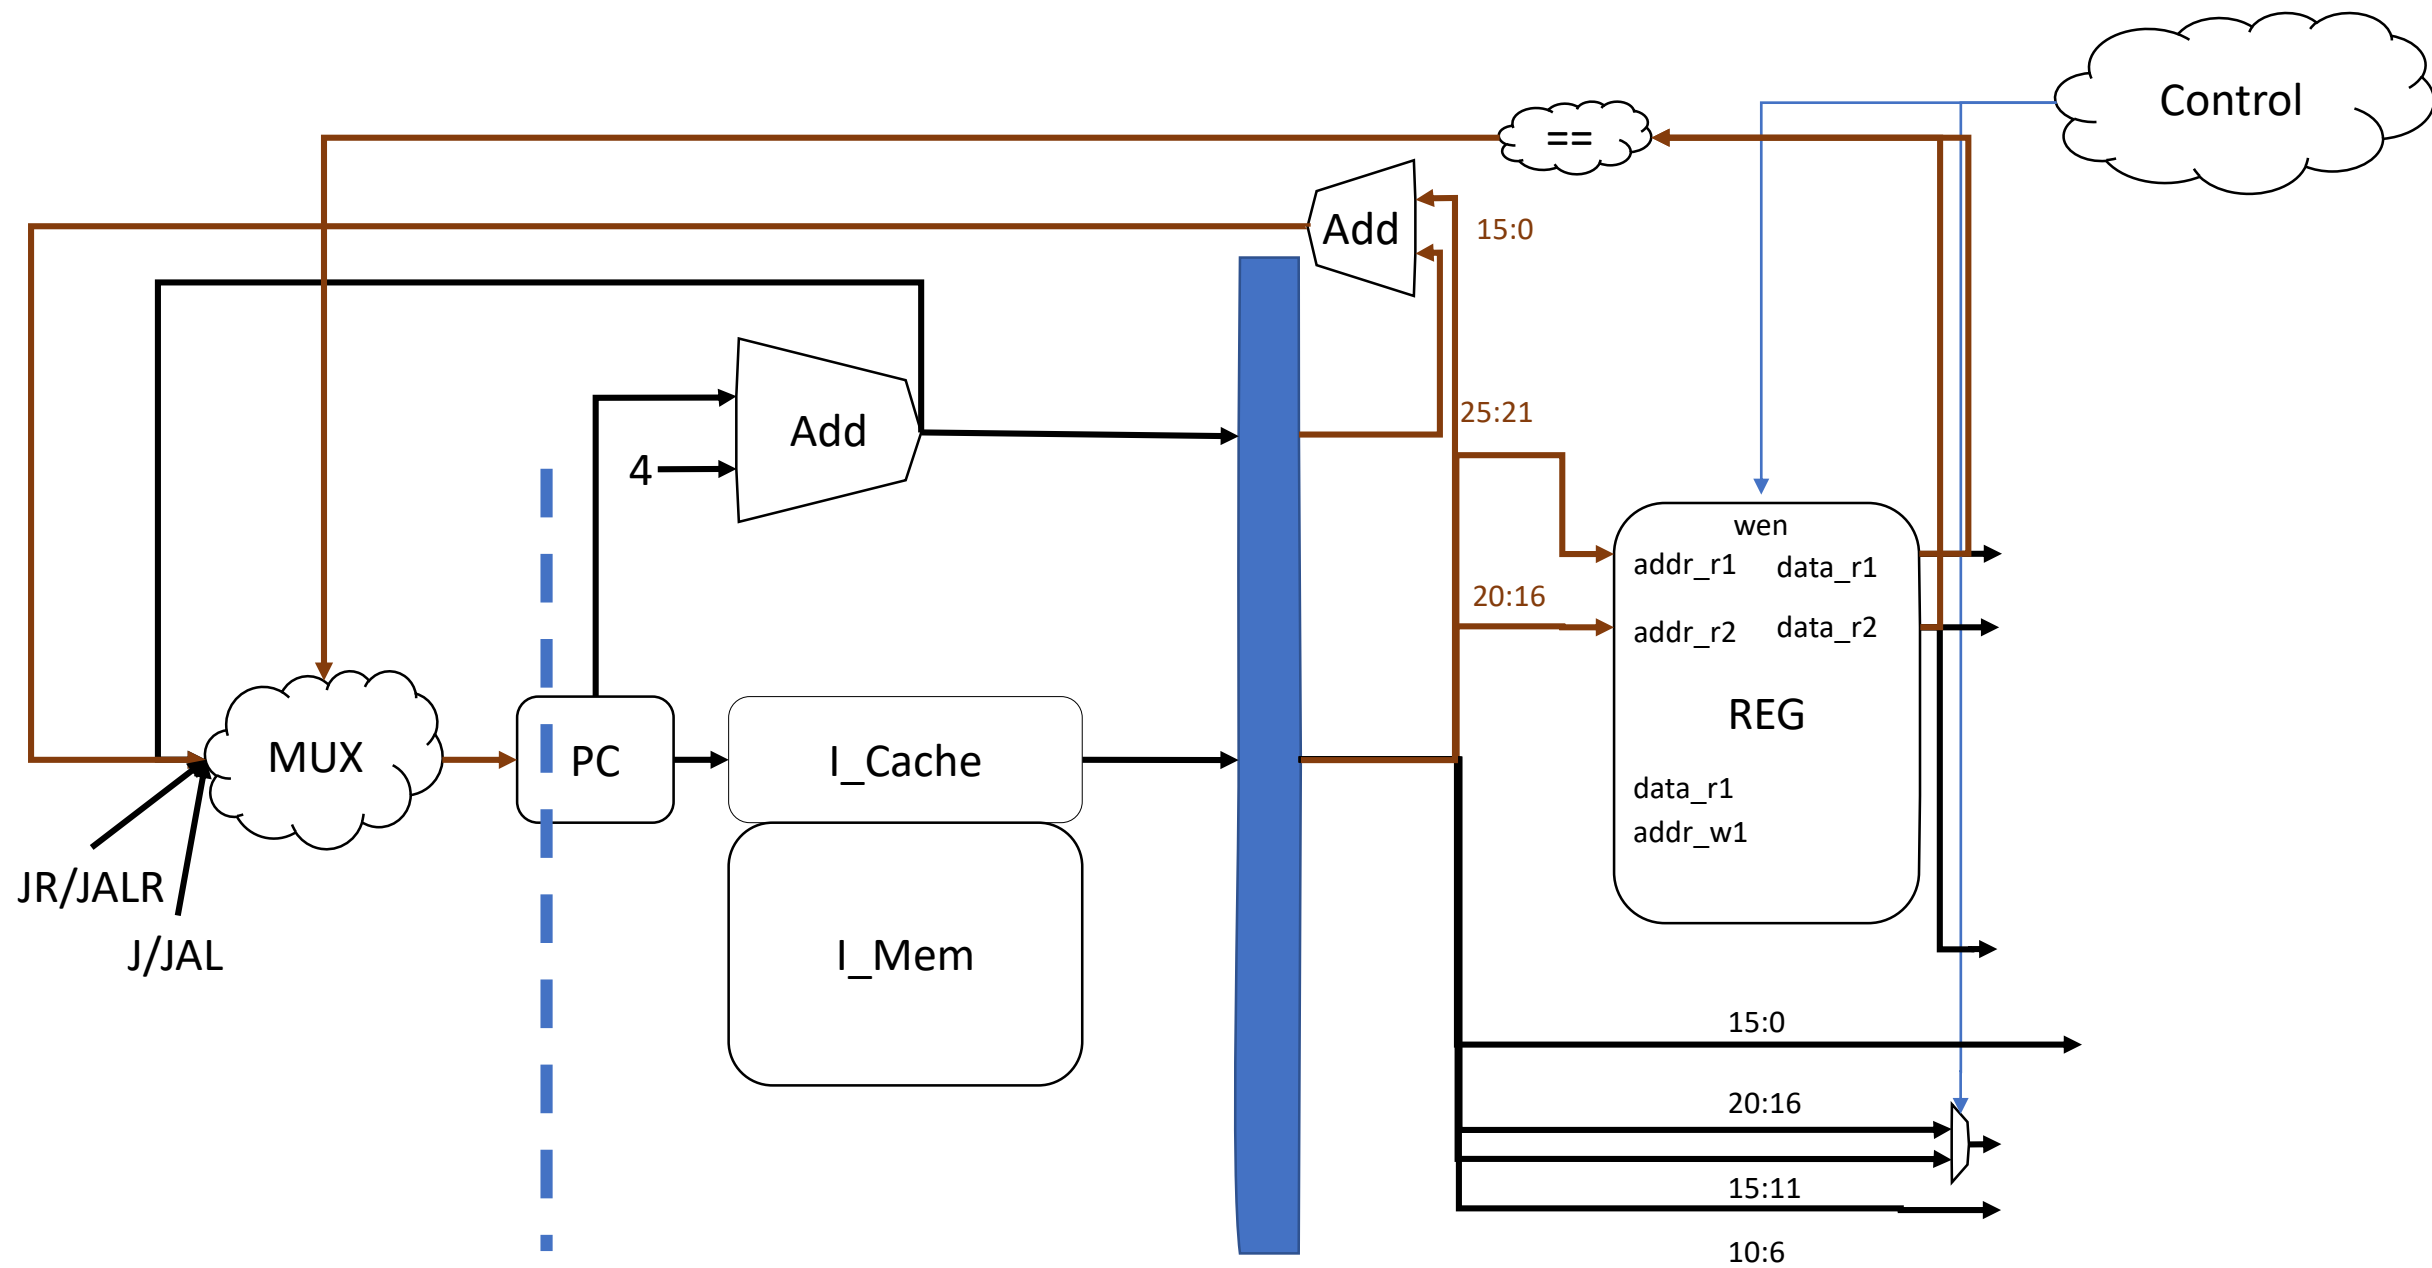 Control
==
Add
15:0
25:21
Add
4
wen
addr_r1
data_r1
20:16
addr_r2
data_r2
REG
MUX
PC
I_Cache
data_r1
addr_w1
JR/JALR
J/JAL
I_Mem
15:0
20:16
15:11
10:6